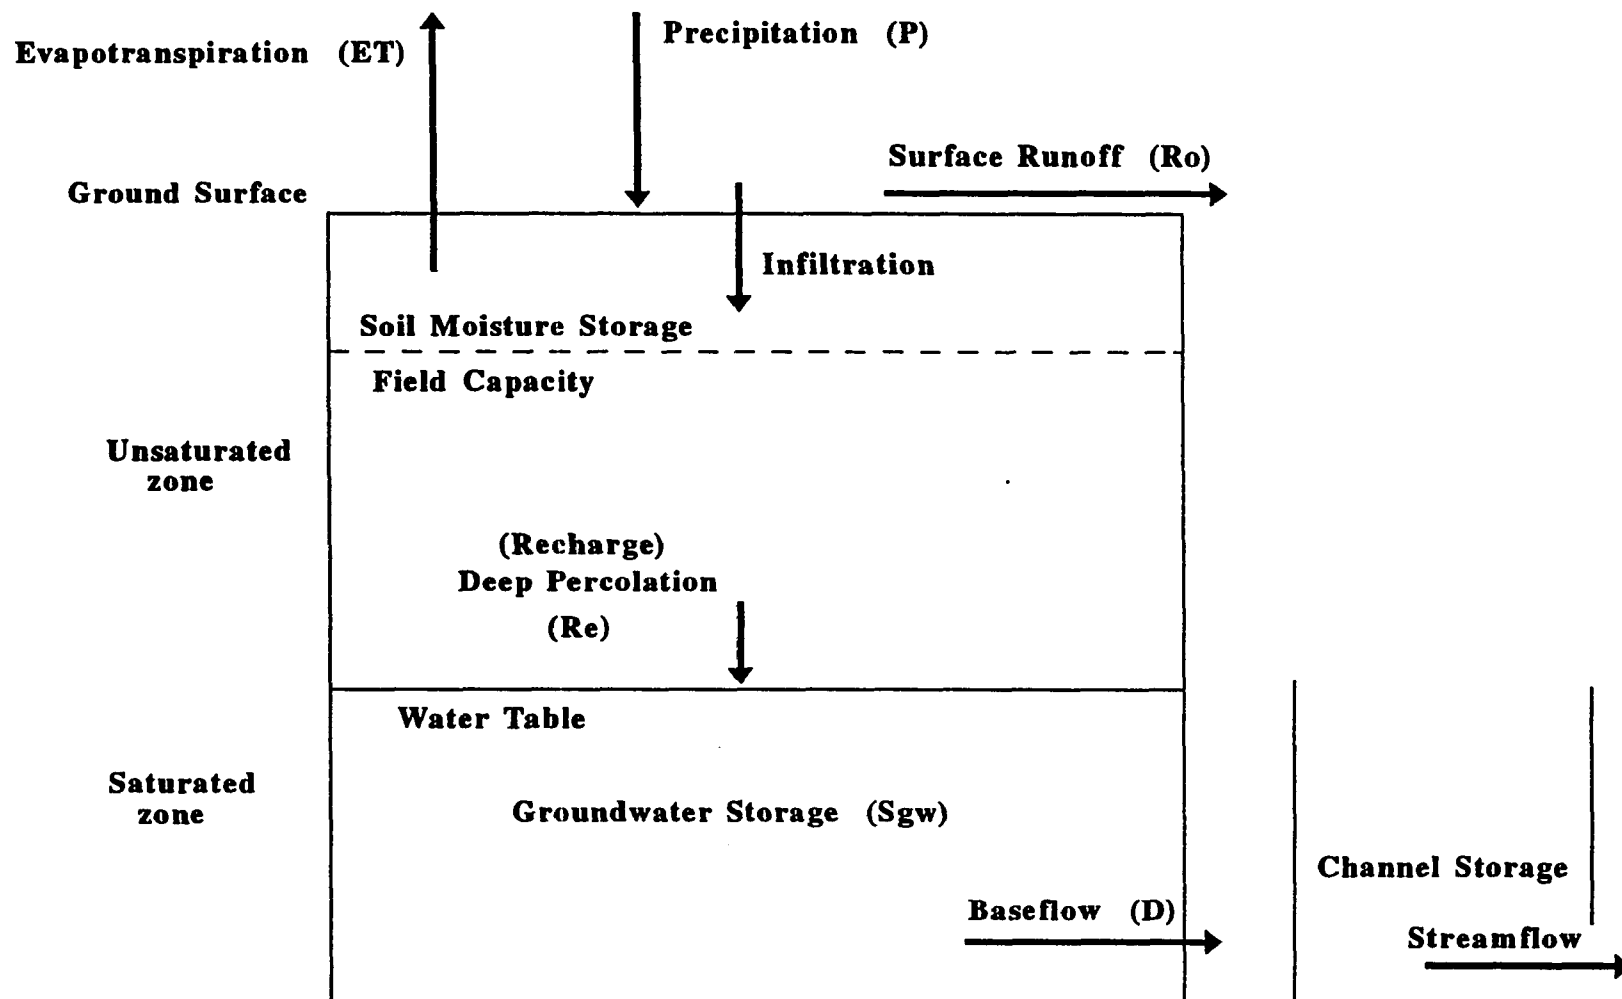 Evapotranspiration (ET)
Precipitation (P)
Surface Runoff (Ro)
Ground Surface
Infiltration
Soil Moisture Storage
Field Capacity
Unsaturated
zone
(Recharge)
Deep Percolation
(Re)
Water Table
Saturated
zone
Groundwater Storage (Sgw)
Channel Storage
Baseflow (D)
Streamflow